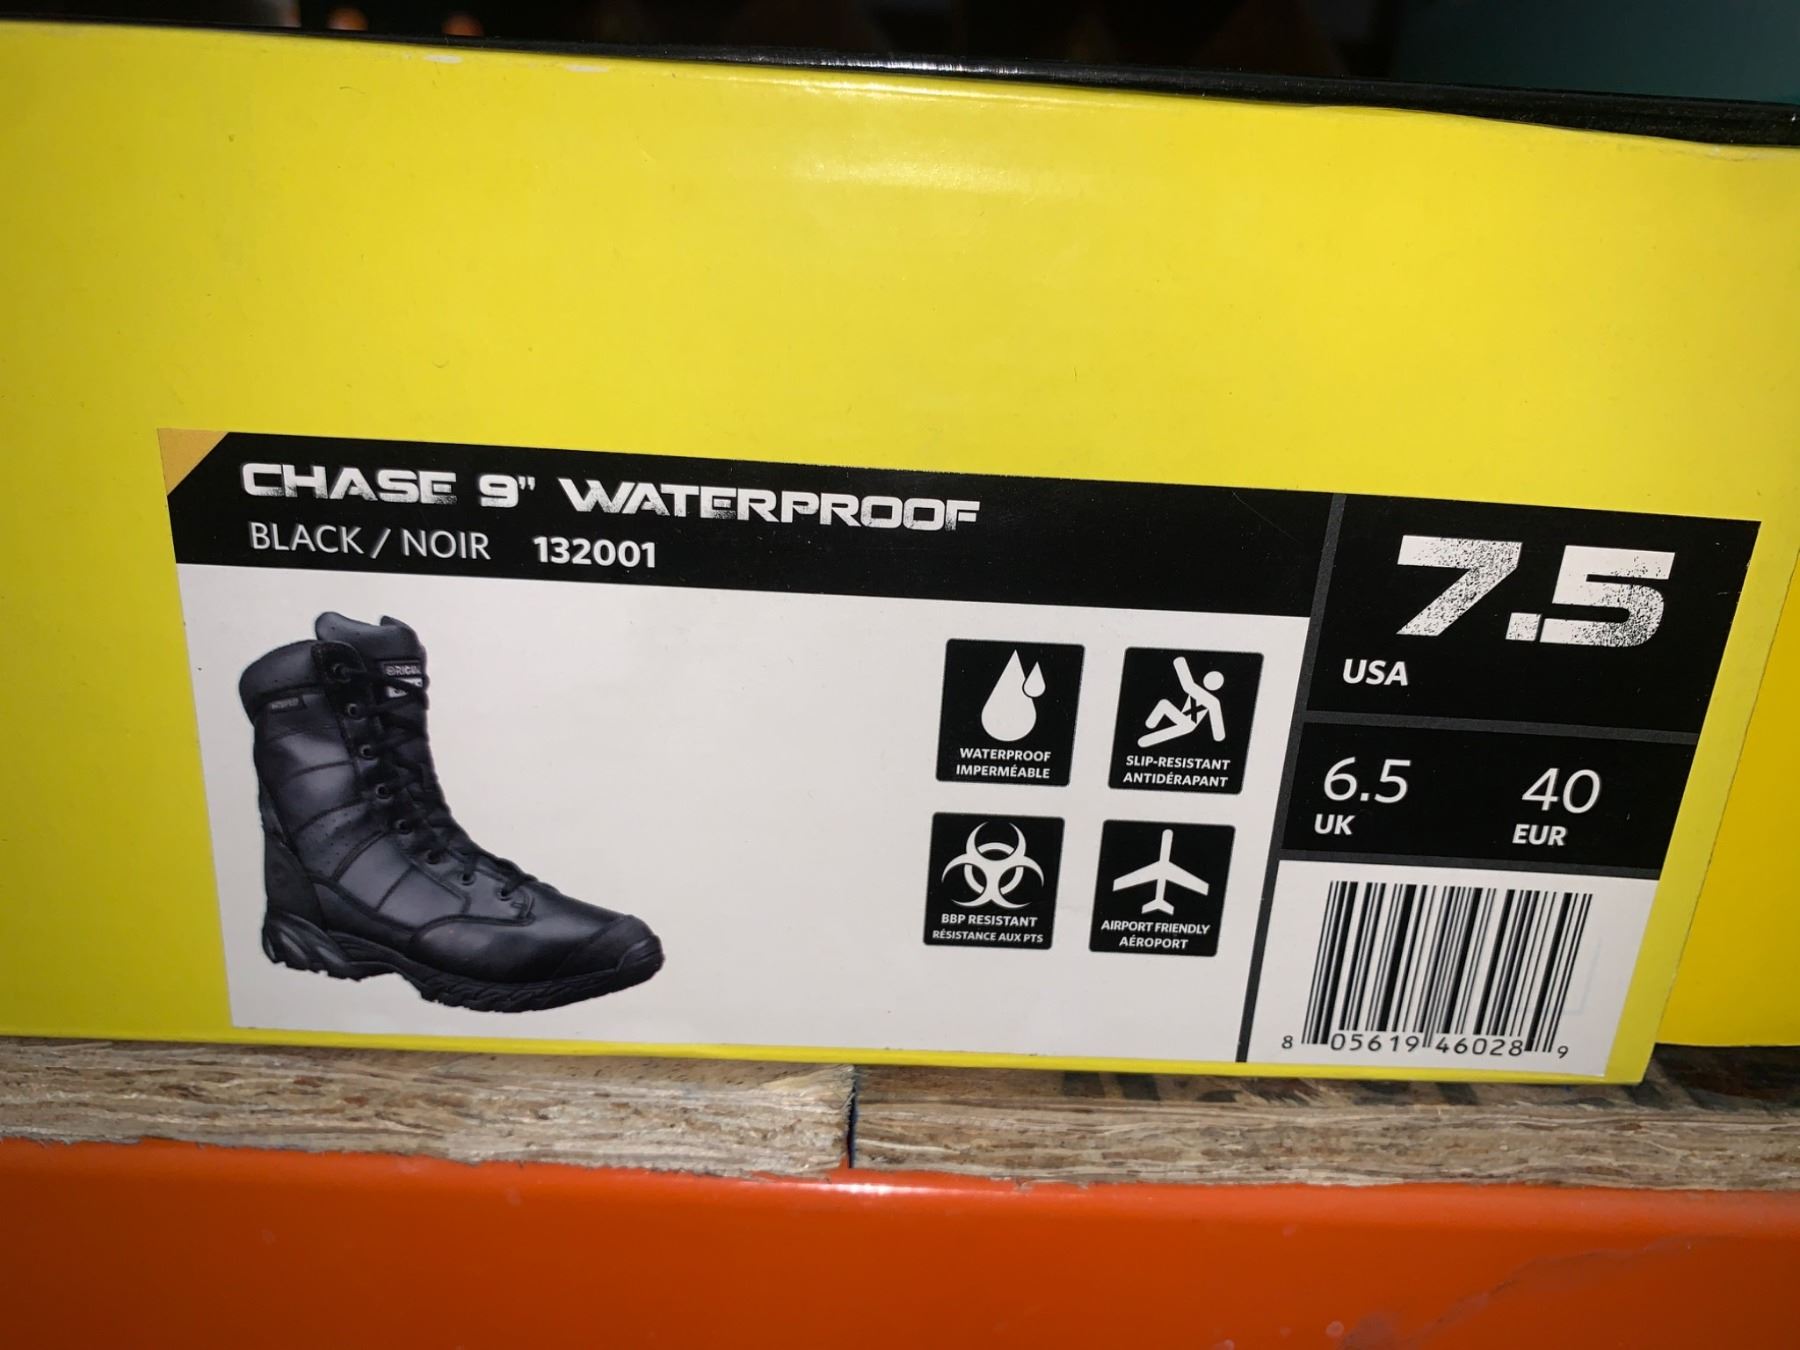 CHASE 9" WATERPROOF
BLACK / NOIR 132001
7.5
USA
6.5
UK
40
EUR
WATERPROOF
IMPERMÉABLE
SLIP-RESISTANT
ANTIDÉRAPANT
BBP RESISTANT
RÉSISTANCE AUX PTS
AIRPORT FRIENDLY
AÉROPORT
8 05619 46028 9